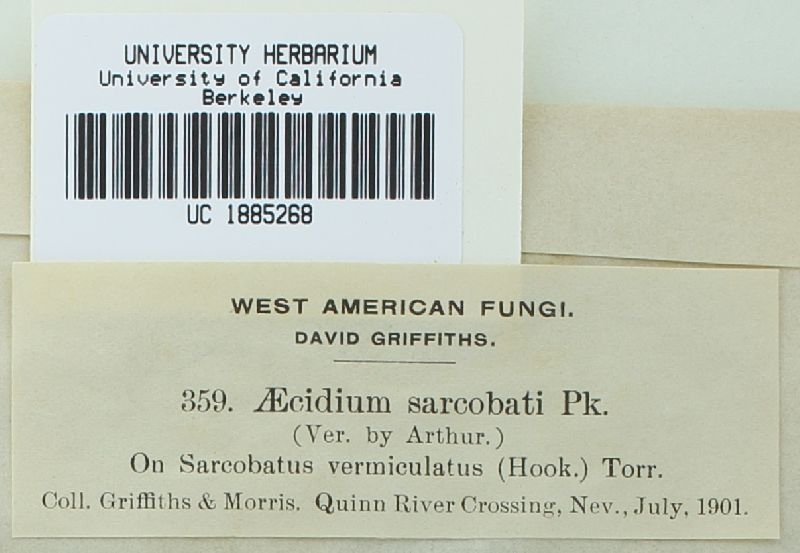 UNIVERSITY HERBARIUM
University of California
Berkeley
UC 1885268
WEST AMERICAN FUNGI.
DAVID GRIFFITHS.
359. Æcidium sarcobati Pk.
(Ver. by Arthur.)
On Sarcobatus vermiculatus (Hook.) Torr.
Coll. Griffiths & Morris. Quinn River Crossing, Nev., July, 1901.